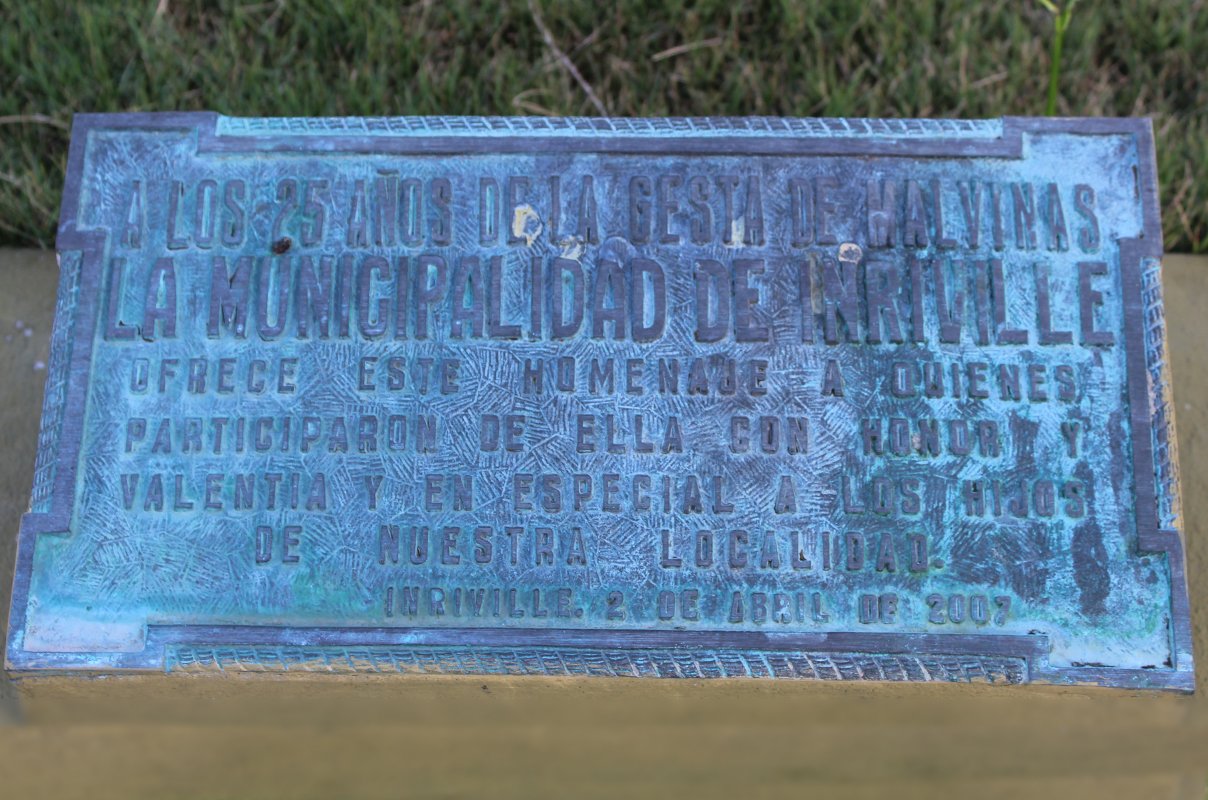 A LOS 25 AÑOS DE LA GESTA DE MALVINAS
LA MUNICIPALIDAD DE INRIVILLE
OFRECE ESTE HOMENAJE A QUIENES
PARTICIPARON DE ELLA CON HONOR Y
VALENTIA Y EN ESPECIAL A LOS HIJOS
DE NUESTRA LOCALIDAD.
INRIVILLE. 2 DE ABRIL DE 2007